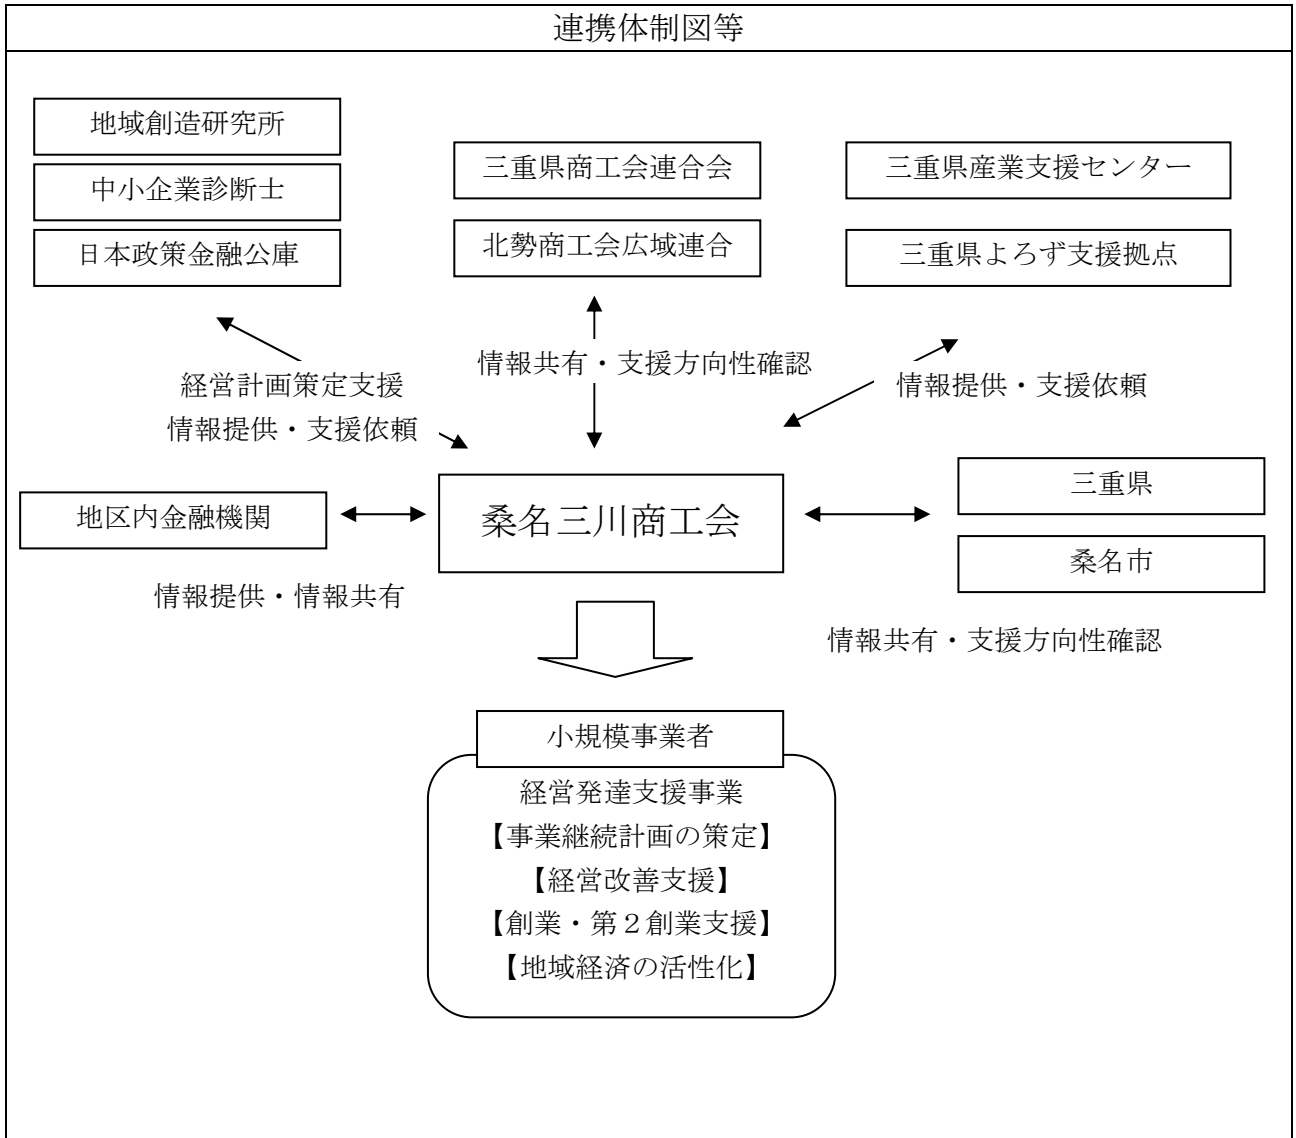 連携体制図等
地域創造研究所
中小企業診断士
日本政策金融公庫
三重県商工会連合会
北勢商工会広域連合
三重県産業支援センター
三重県よろず支援拠点
経営計画策定支援
情報提供・支援依頼
情報共有・支援方向性確認
情報提供・支援依頼
地区内金融機関
桑名三川商工会
三重県
桑名市
情報提供・情報共有
情報共有・支援方向性確認
小規模事業者
経営発達支援事業
【事業継続計画の策定】
【経営改善支援】
【創業・第２創業支援】
【地域経済の活性化】